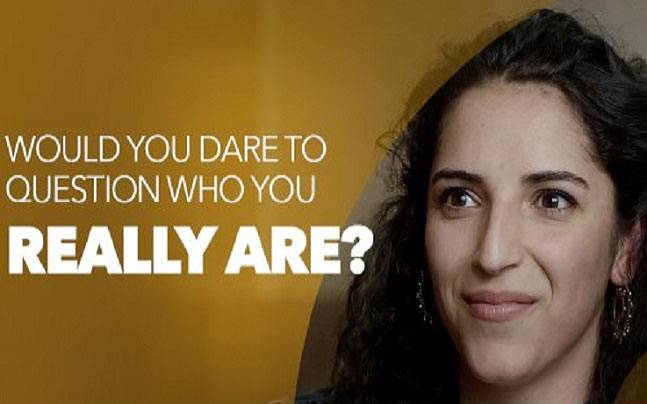 WOULD YOU DARE TO
QUESTION WHO YOU
REALLY ARE?